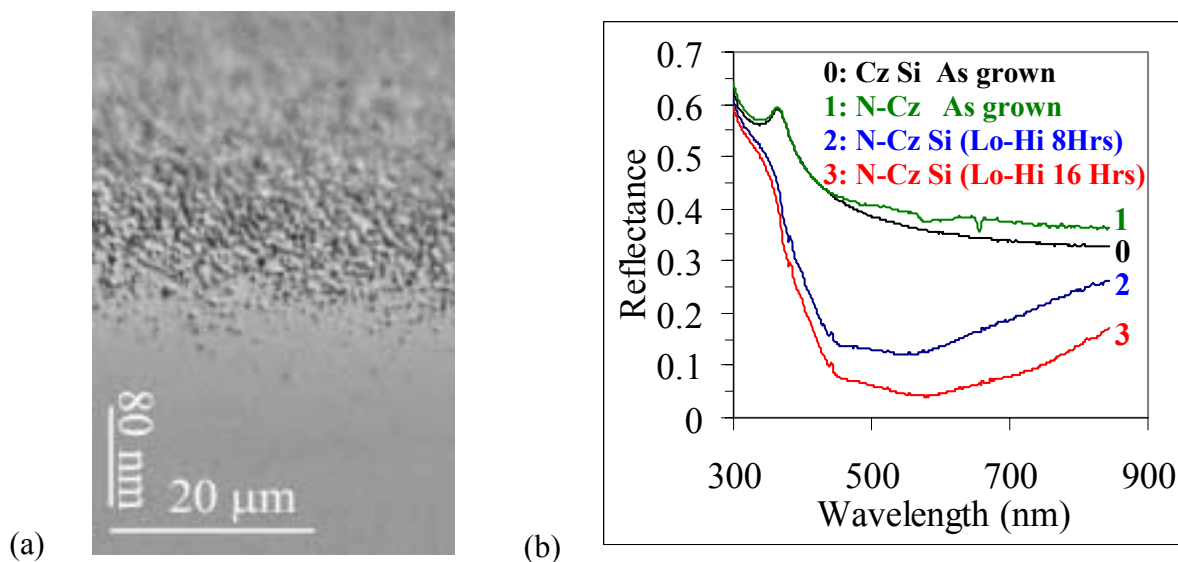 80 nm
20 µm
(a)
0.7
0.6
0.5
0.4
0.3
0.2
0.1
0
Reflectance
0: Cz Si As grown
1: N-Cz As grown
2: N-Cz Si (Lo-Hi 8Hrs)
3: N-Cz Si (Lo-Hi 16 Hrs)
1
0
2
3
300 500 700 900
Wavelength (nm)
(b)